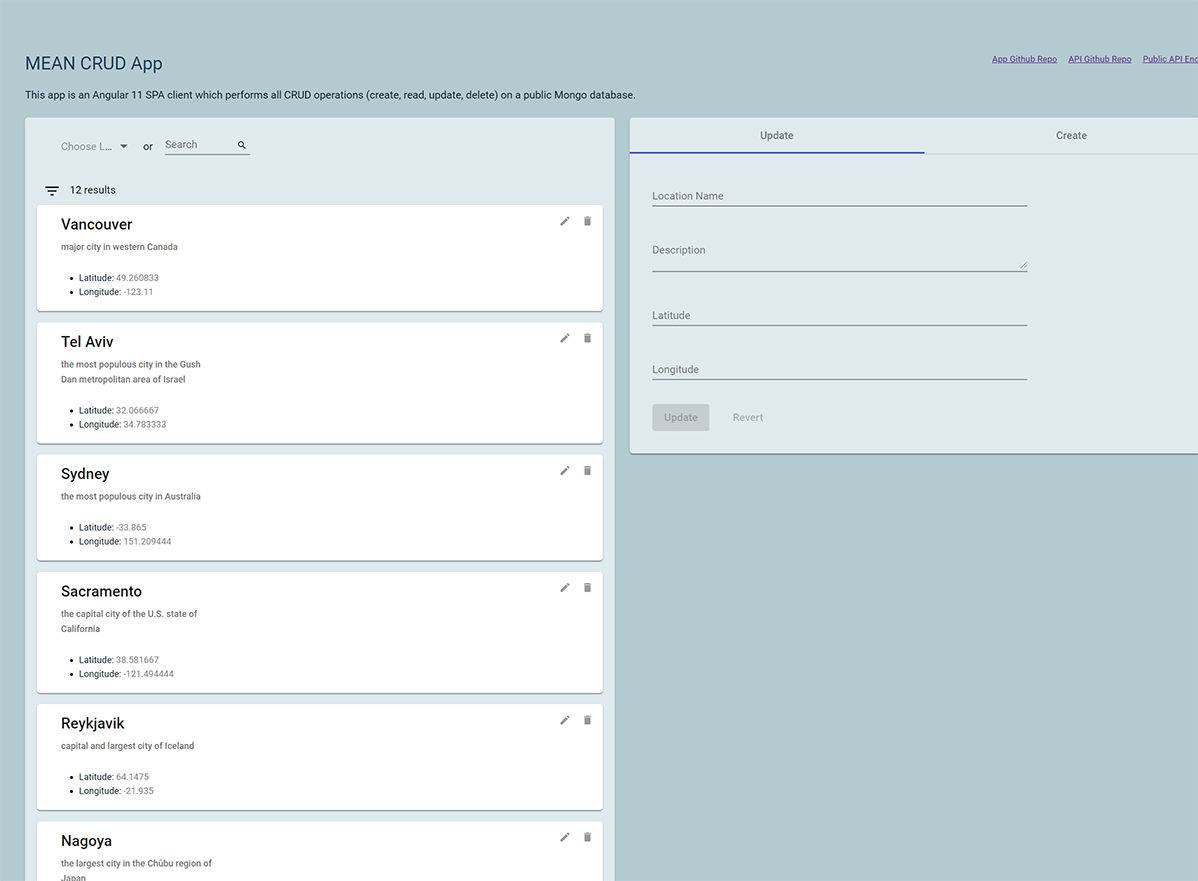 MEAN CRUD App
App Github Repo API Github Repo Public API
This app is an Angular 11 SPA client which performs all CRUD operations (create, read, update, delete) on a public Mongo database.
Choose L... or Search
12 results
Vancouver
major city in western Canada
Latitude: 49.260833
Longitude: -123.11
Tel Aviv
the most populous city in the Gush
Dan metropolitan area of Israel
Latitude: 32.066667
Longitude: 34.783333
Sydney
the most populous city in Australia
Latitude: -33.865
Longitude: 151.209444
Sacramento
the capital city of the U.S. state of
California
Latitude: 38.581667
Longitude: -121.494444
Reykjavik
capital and largest city of Iceland
Latitude: 64.1475
Longitude: -21.935
Nagoya
the largest city in the Chūbu region of
Japan
Update Create
Location Name
Description
Latitude
Longitude
Update Revert